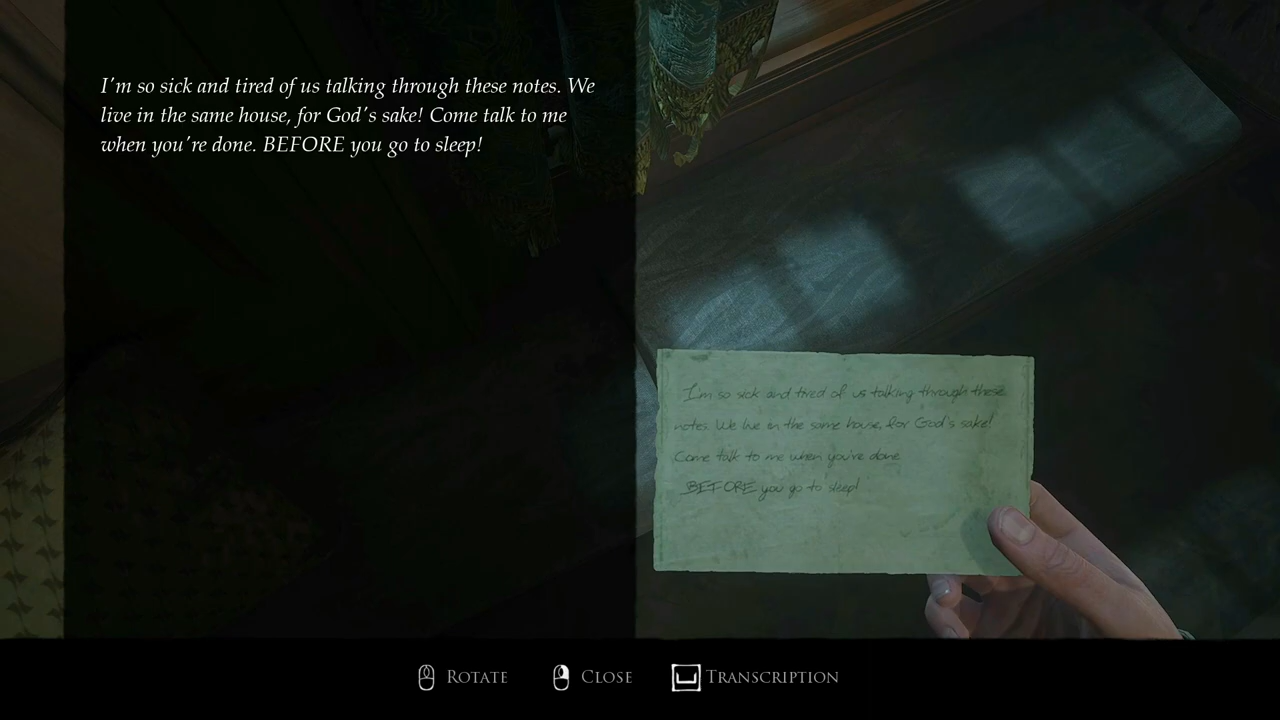 I'm so sick and tired of us talking through these notes. We
live in the same house, for God's sake! Come talk to me
when you're done. BEFORE you go to sleep!
I'm so sick and tired of us talking through these
notes. We live in the same house, for God's sake!
Come talk to me when you're done
BEFORE you go to sleep!
ROTATE
CLOSE
TRANSCRIPTION